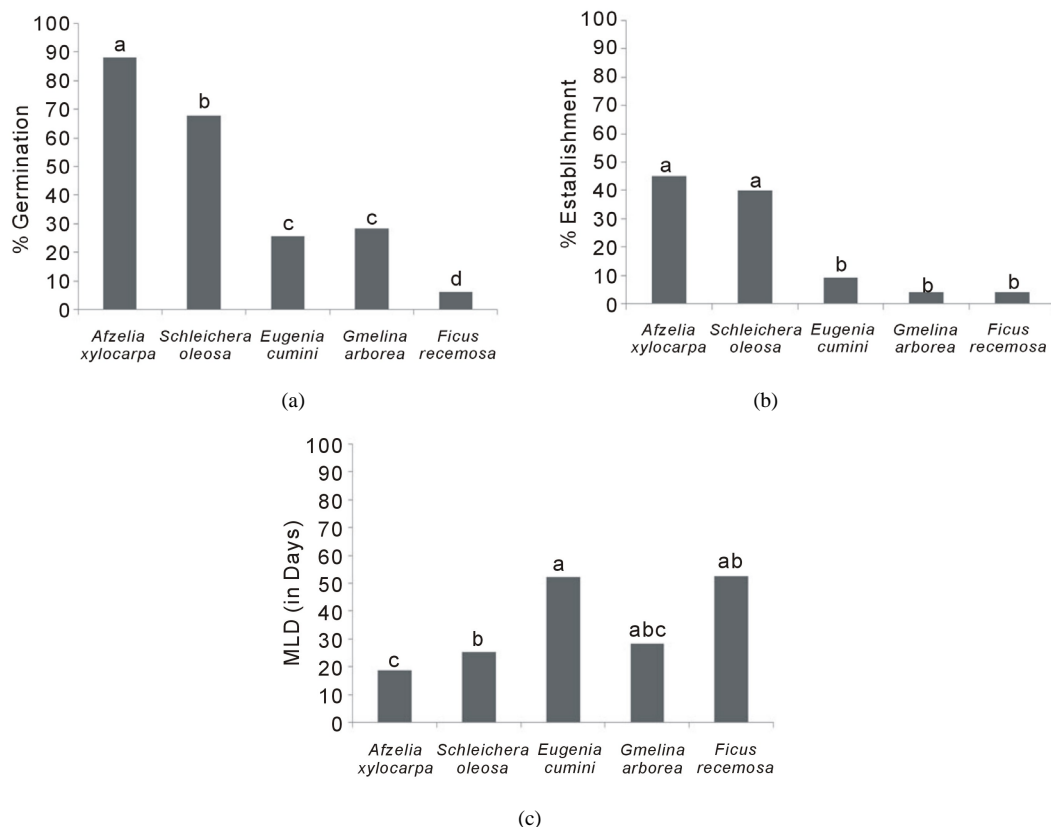 % Germination
100
90
80
70
60
50
40
30
20
10
0
a
b
c
c
d
Afzelia xylocarpa
Schleichera oleosa
Eugenia cumini
Gmelina arborea
Ficus recemosa
(a)
% Establishment
100
90
80
70
60
50
40
30
20
10
0
a
a
b
b
b
Afzelia xylocarpa
Schleichera oleosa
Eugenia cumini
Gmelina arborea
Ficus recemosa
(b)
MLD (in Days)
100
90
80
70
60
50
40
30
20
10
0
c
b
a
abc
ab
Afzelia xylocarpa
Schleichera oleosa
Eugenia cumini
Gmelina arborea
Ficus recemosa
(c)